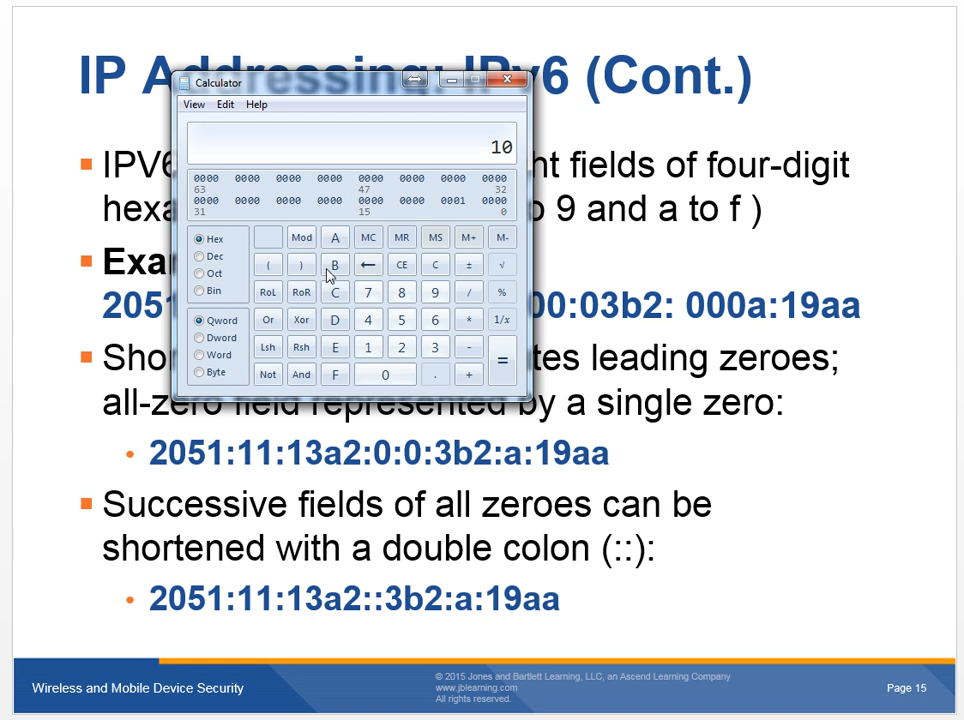 IP Addressing: IPv6 (Cont.)
Calculator
View Edit Help
10
0000 0000 0000 0000 0000 0000 0000 0000
63 47 32
0000 0000 0000 0000 0000 0000 0001 0000
31 15 0
Hex
Dec
Oct
Bin
Qword
Dword
Word
Byte
Mod A MC MR MS M+ M-
( ) B ← CE C ± √
RoL RoR C 7 8 9 / %
Or Xor D 4 5 6 * 1/x
Lsh Rsh E 1 2 3 - =
Not And F 0 . +
IPV6 ht fields of four-digit
hexa o 9 and a to f )
Exa
2051 00:03b2: 000a:19aa
Shor tes leading zeroes;
all-zero field represented by a single zero:
2051:11:13a2:0:0:3b2:a:19aa
Successive fields of all zeroes can be
shortened with a double colon (::):
2051:11:13a2::3b2:a:19aa
Wireless and Mobile Device Security
© 2015 Jones and Bartlett Learning, LLC, an Ascend Learning Company
www.jblearning.com
All rights reserved.
Page 15